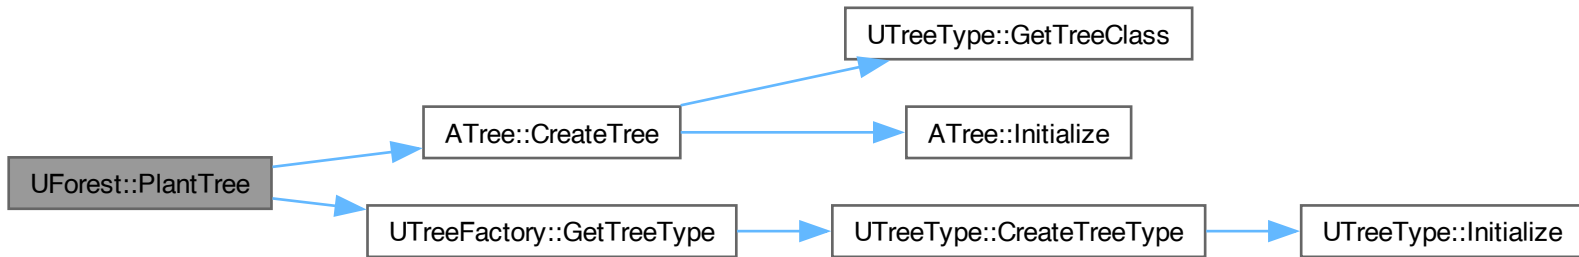 UTreeType::GetTreeClass
ATree::CreateTree
ATree::Initialize
UForest::PlantTree
UTreeFactory::GetTreeType
UTreeType::CreateTreeType
UTreeType::Initialize